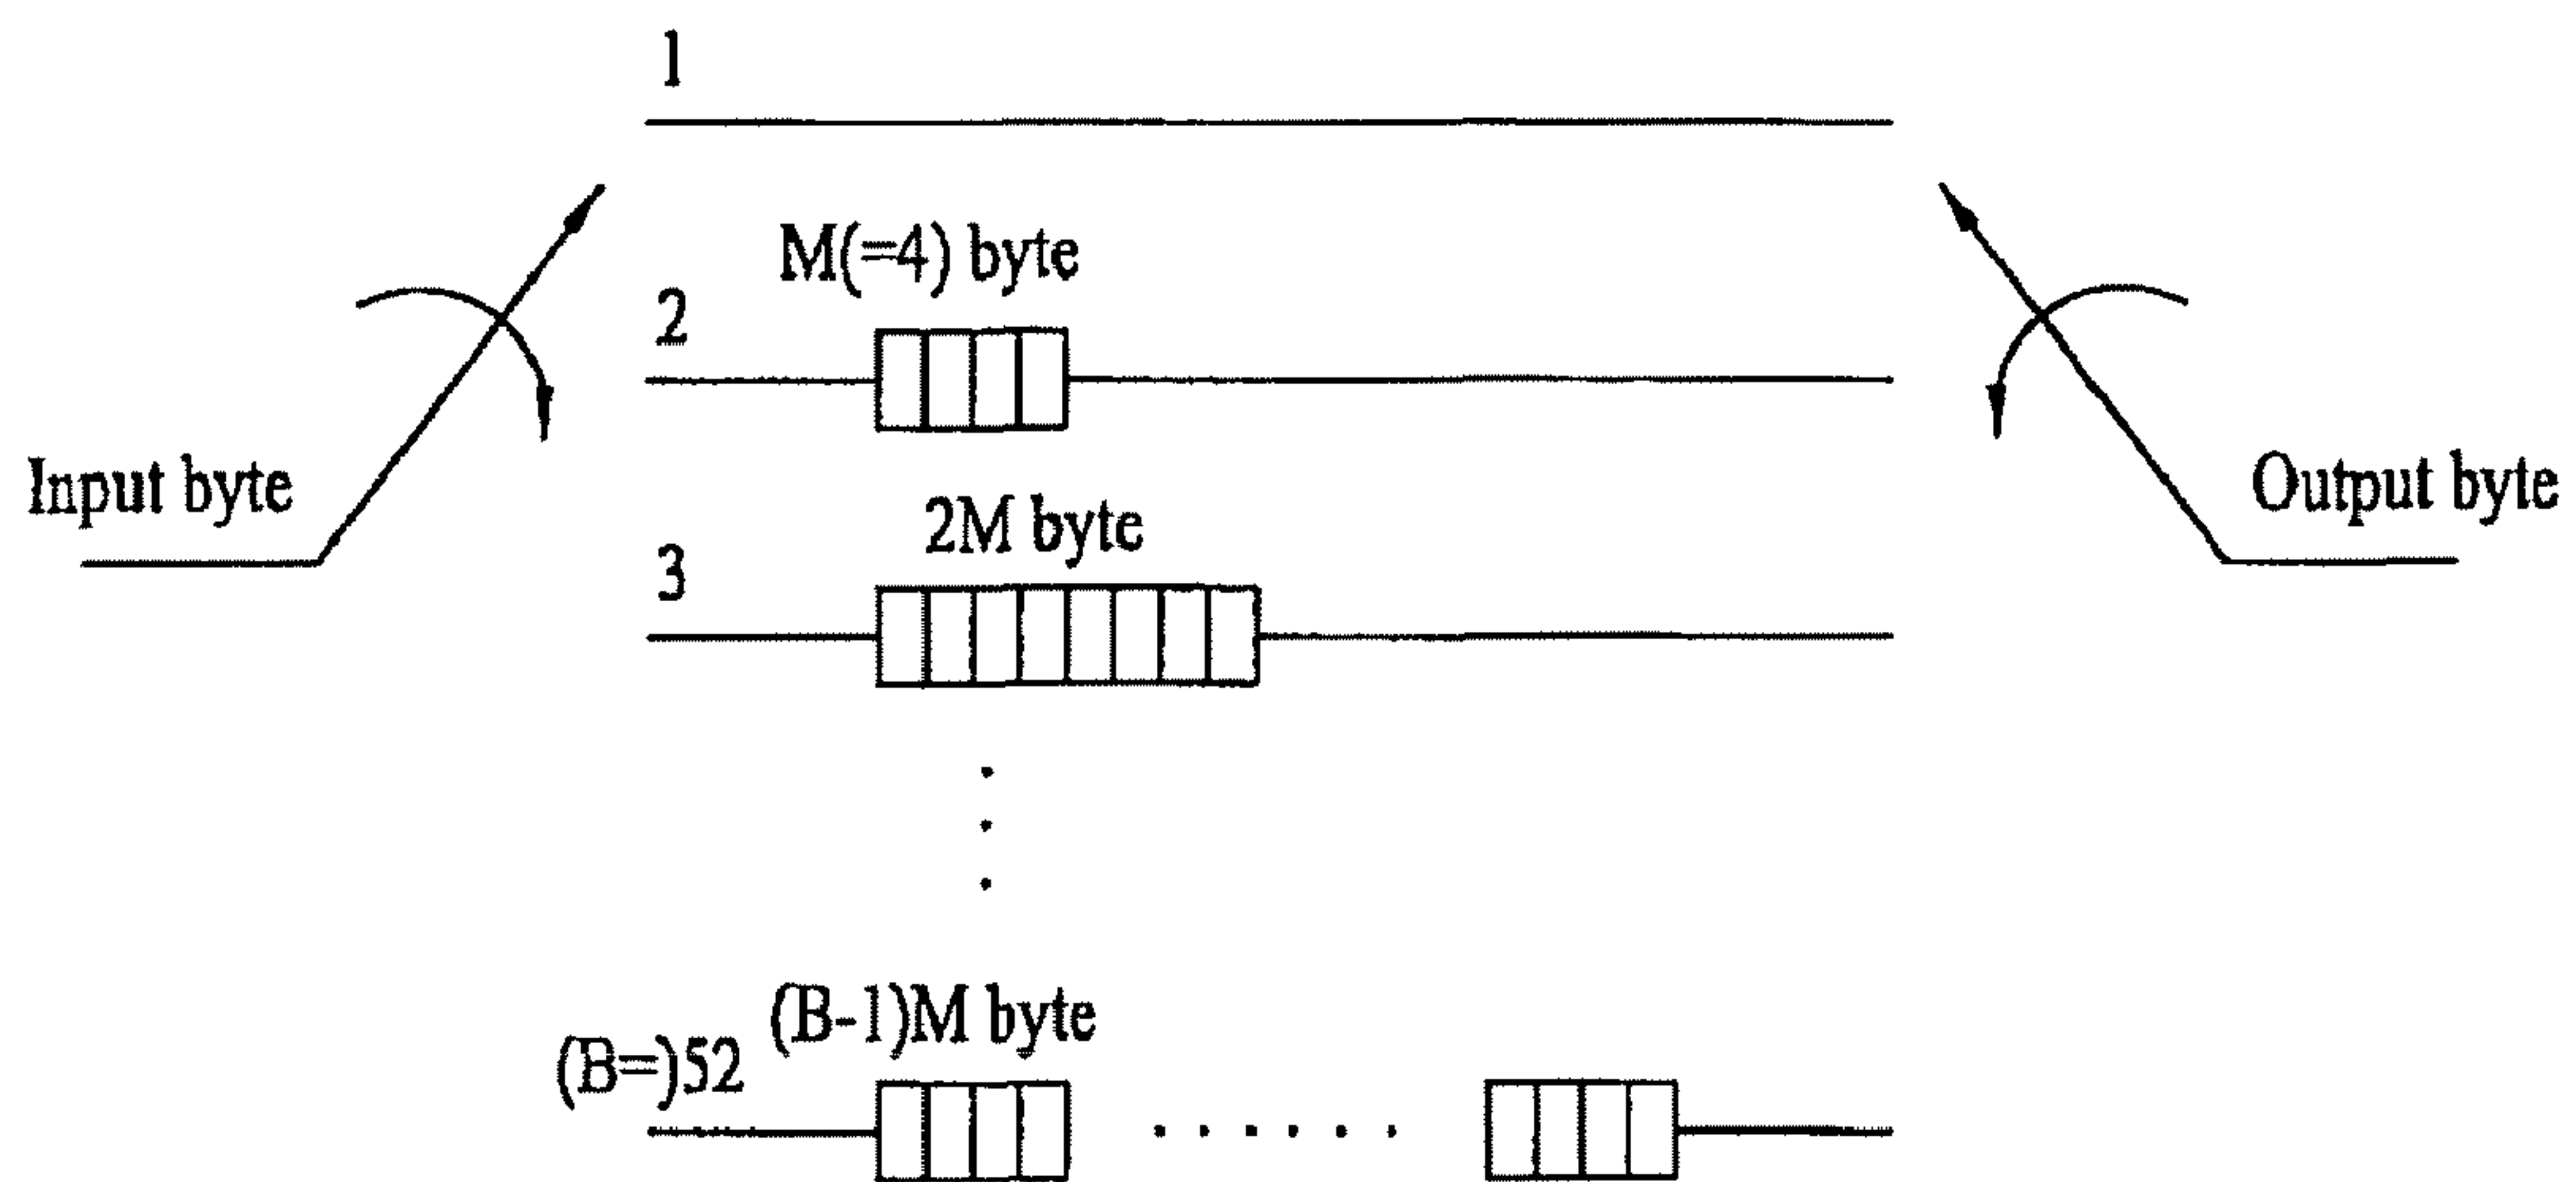 1
M(=4) byte
2
Input byte
Output byte
2M byte
3
(B-1)M byte
(B=)52